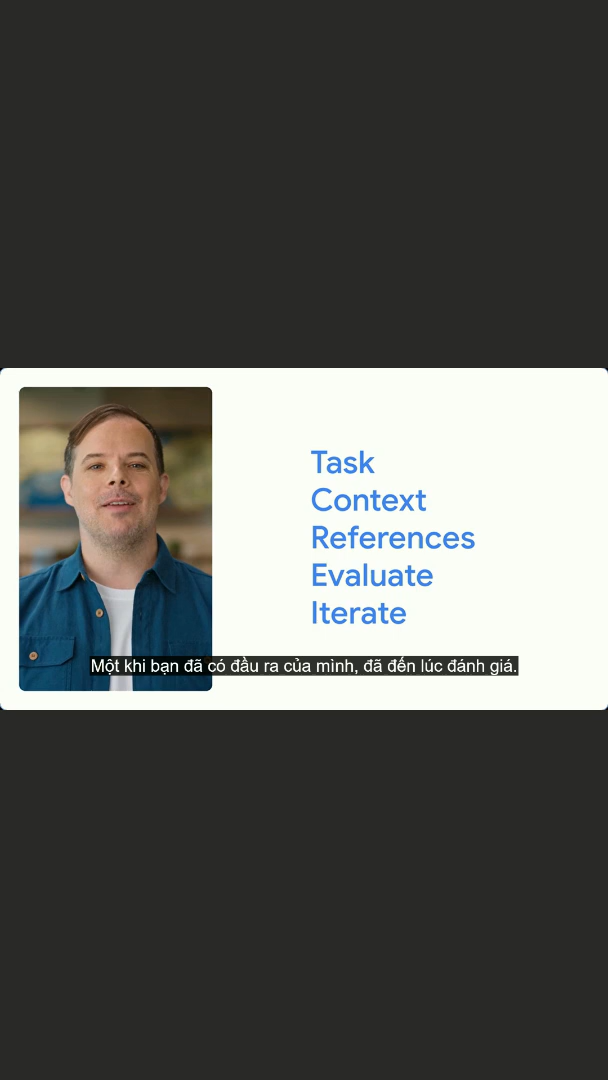 Task
Context
References
Evaluate
Iterate
Một khi bạn đã có đầu ra của mình, đã đến lúc đánh giá.